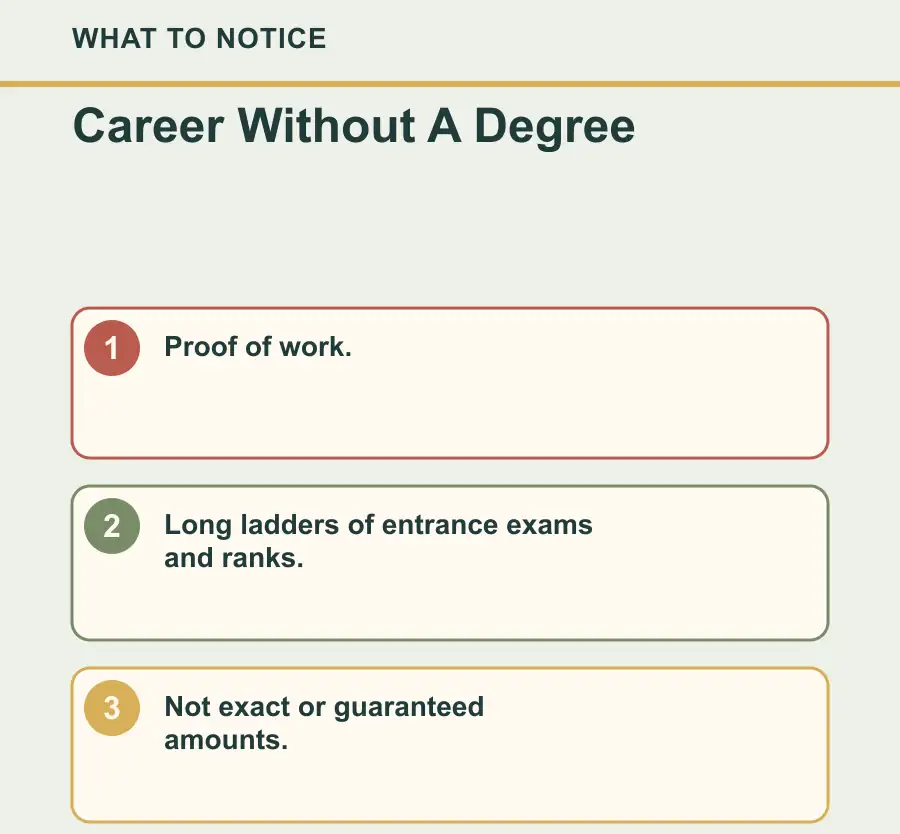 WHAT TO NOTICE
Career Without A Degree
1
Proof of work.
2
Long ladders of entrance exams
and ranks.
3
Not exact or guaranteed
amounts.